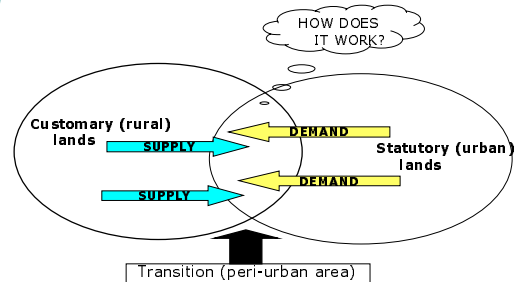 HOW DOES
IT WORK?
Customary (rural)
lands
SUPPLY
SUPPLY
DEMAND
DEMAND
Statutory (urban)
lands
Transition (peri-urban area)